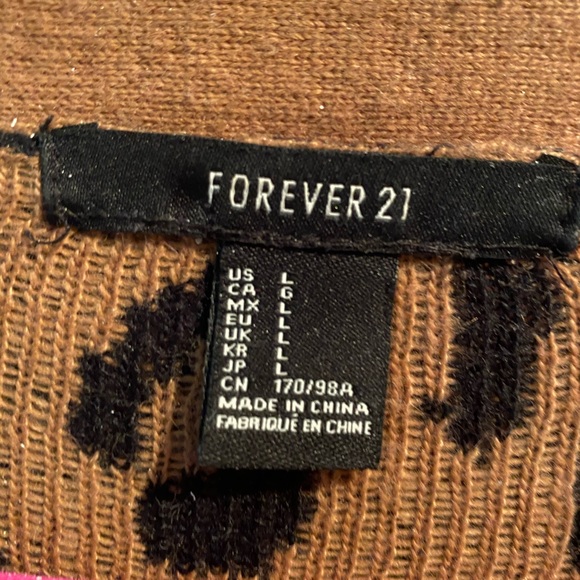 FOREVER 21
US L
CA G
MX L
EU L
UK L
KR L
JP L
CN 170/98A
MADE IN CHINA
FABRIQUÉ EN CHINE